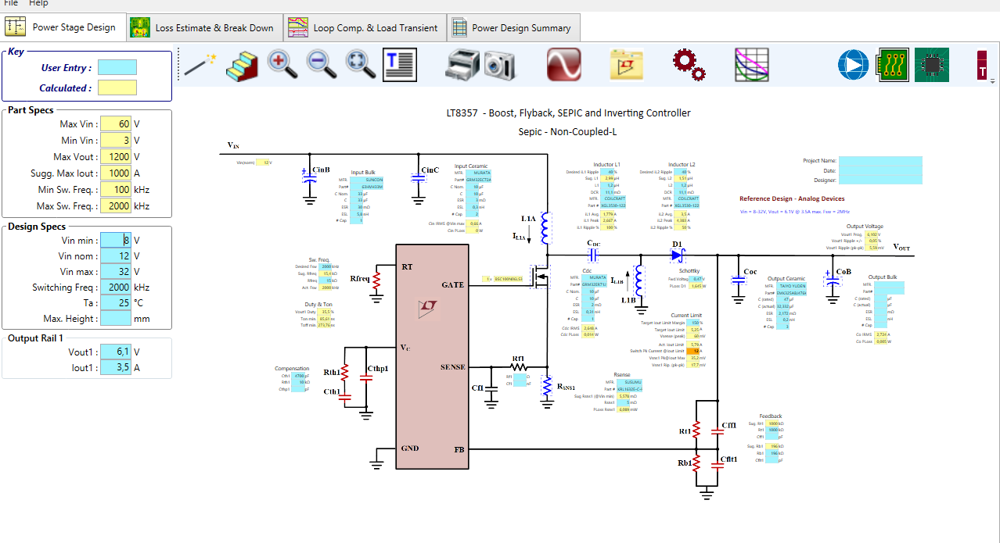 File Help
Power Stage Design
Loss Estimate & Break Down
Loop Comp. & Load Transient
Power Design Summary
Key
User Entry :
Calculated :
Part Specs
Max Vin : 60 V
Min Vin : 3 V
Max Vout : 1200 V
Sugg. Max Iout : 1000 A
Min Sw. Freq. : 100 kHz
Max Sw. Freq. : 2000 kHz
Design Specs
Vin min : 8 V
Vin nom : 12 V
Vin max : 32 V
Switching Freq : 2000 kHz
Ta : 25 °C
Max. Height : mm
Output Rail 1
Vout1 : 6,1 V
Iout1 : 3,5 A
T
LT8357 - Boost, Flyback, SEPIC and Inverting Controller
Sepic - Non-Coupled-L
Project Name:
Date:
Designer:
Reference Design - Analog Devices
Vin = 8-32V, Vout = 6.1V @ 3.5A max. Fsw = 2MHz
VIN
Vin(nom) 12 V
CinB
Input Bulk
MFR. SUNCON
Part# 63HVH33M
C Nom. 33 µF
C 33 µF
ESR 30 mΩ
ESL 5,8 nH
# Cap 1
CinC
Input Ceramic
MFR. MURATA
Part# GRM32EC72A
C Nom. 10 µF
C 10 µF
ESR 3 mΩ
ESL 0,3 nH
# Cap 2
Cin IRMS @Vin max 0,66 A
Cin PLoss 0 W
L1A
IL1A
Inductor L1
Desired iL1 Ripple 40 %
Sug. L1 2,99 µH
L1 1,2 µH
DCR 11,1 mΩ
MFR. COILCRAFT
Part # XGL3530-122
iL1 Avg. 1,779 A
iL1 Peak 2,667 A
iL1 Ripple % 100 %
Inductor L2
Desired iL2 Ripple 40 %
Sug. L2 1,51 µH
L2 1,2 µH
DCR 11,1 mΩ
MFR. COILCRAFT
Part # XGL3530-122
iL2 Avg. 3,5 A
iL2 Peak 4,383 A
iL2 Ripple % 50 %
Output Voltage
Vout1 Prog. 6,102 V
Vout1 Ripple +/- 0,05 %
Vout1 Ripple (pk-pk) 5,59 mV
VOUT
CDC
D1
Sw. Freq.
Desired Fsw 2000 kHz
Sug. Rfreq 15,4 kΩ
Rfreq 15 kΩ
Act. Fsw 2000 kHz
Rfreq
RT
GATE
1 x BSC100N06LS3
Cdc
MFR. MURATA
Part# GRM32ER71J
C Nom. 10 µF
C 10 µF
ESR 2 mΩ
ESL 0,31 nH
# Cap 1
Cdc IRMS 2,648 A
Cdc PLoss 0,014 W
IL1B
L1B
Schottky
Fwd Voltage 0,47 V
PLoss D1 1,645 W
Coc
Output Ceramic
MFR. TAIYO YUDEN
Part# EMK325ABJ476M
C (rated) 47 µF
C (actual) 32,332 µF
ESR 2,172 mΩ
ESL 0,2 nH
# Cap 3
CoB
Output Bulk
MFR.
Part#
C (rated) µF
C (actual) µF
ESR mΩ
ESL nH
# Cap
Co IRMS 2,724 A
Co PLoss 0,005 W
Duty & Ton
Vout1 Duty 35,5 %
Ton min 85,61 ns
Toff min 273,76 ns
Current Limit
Target Iout Limit Margin 150 %
Target Iout Limit 5,25 A
Vsense (peak) 60 mV
Act. Iout Limit 5,79 A
Switch Pk Current @Iout Limit 12 A
Vsns1 Pk@Iout Max 35,2 mV
Vsns1 Rip. (pk-pk) 17,7 mV
VC
SENSE
Rf1
Cf1
Rf1 Ω
Cf1 nF
RSNS1
Rsense
MFR. SUSUMU
Part # KRL1632E-C-F
Sug Rsns1 (@Vin min) 5,578 mΩ
Rsns1 5 mΩ
PLoss Rsns1 6.089 mW
Compensation
Cth1 4700 pF
Rth1 10 kΩ
Cthp1 pF
Rth1
Cthp1
Cth1
GND
FB
Rt1
Cff1
Rb1
Cflt1
Feedback
Sug. Rt1 1000 kΩ
Rt1 1000 kΩ
Cff1 pF
Sug. Rb1 196 kΩ
Rb1 196 kΩ
Cflt1 pF